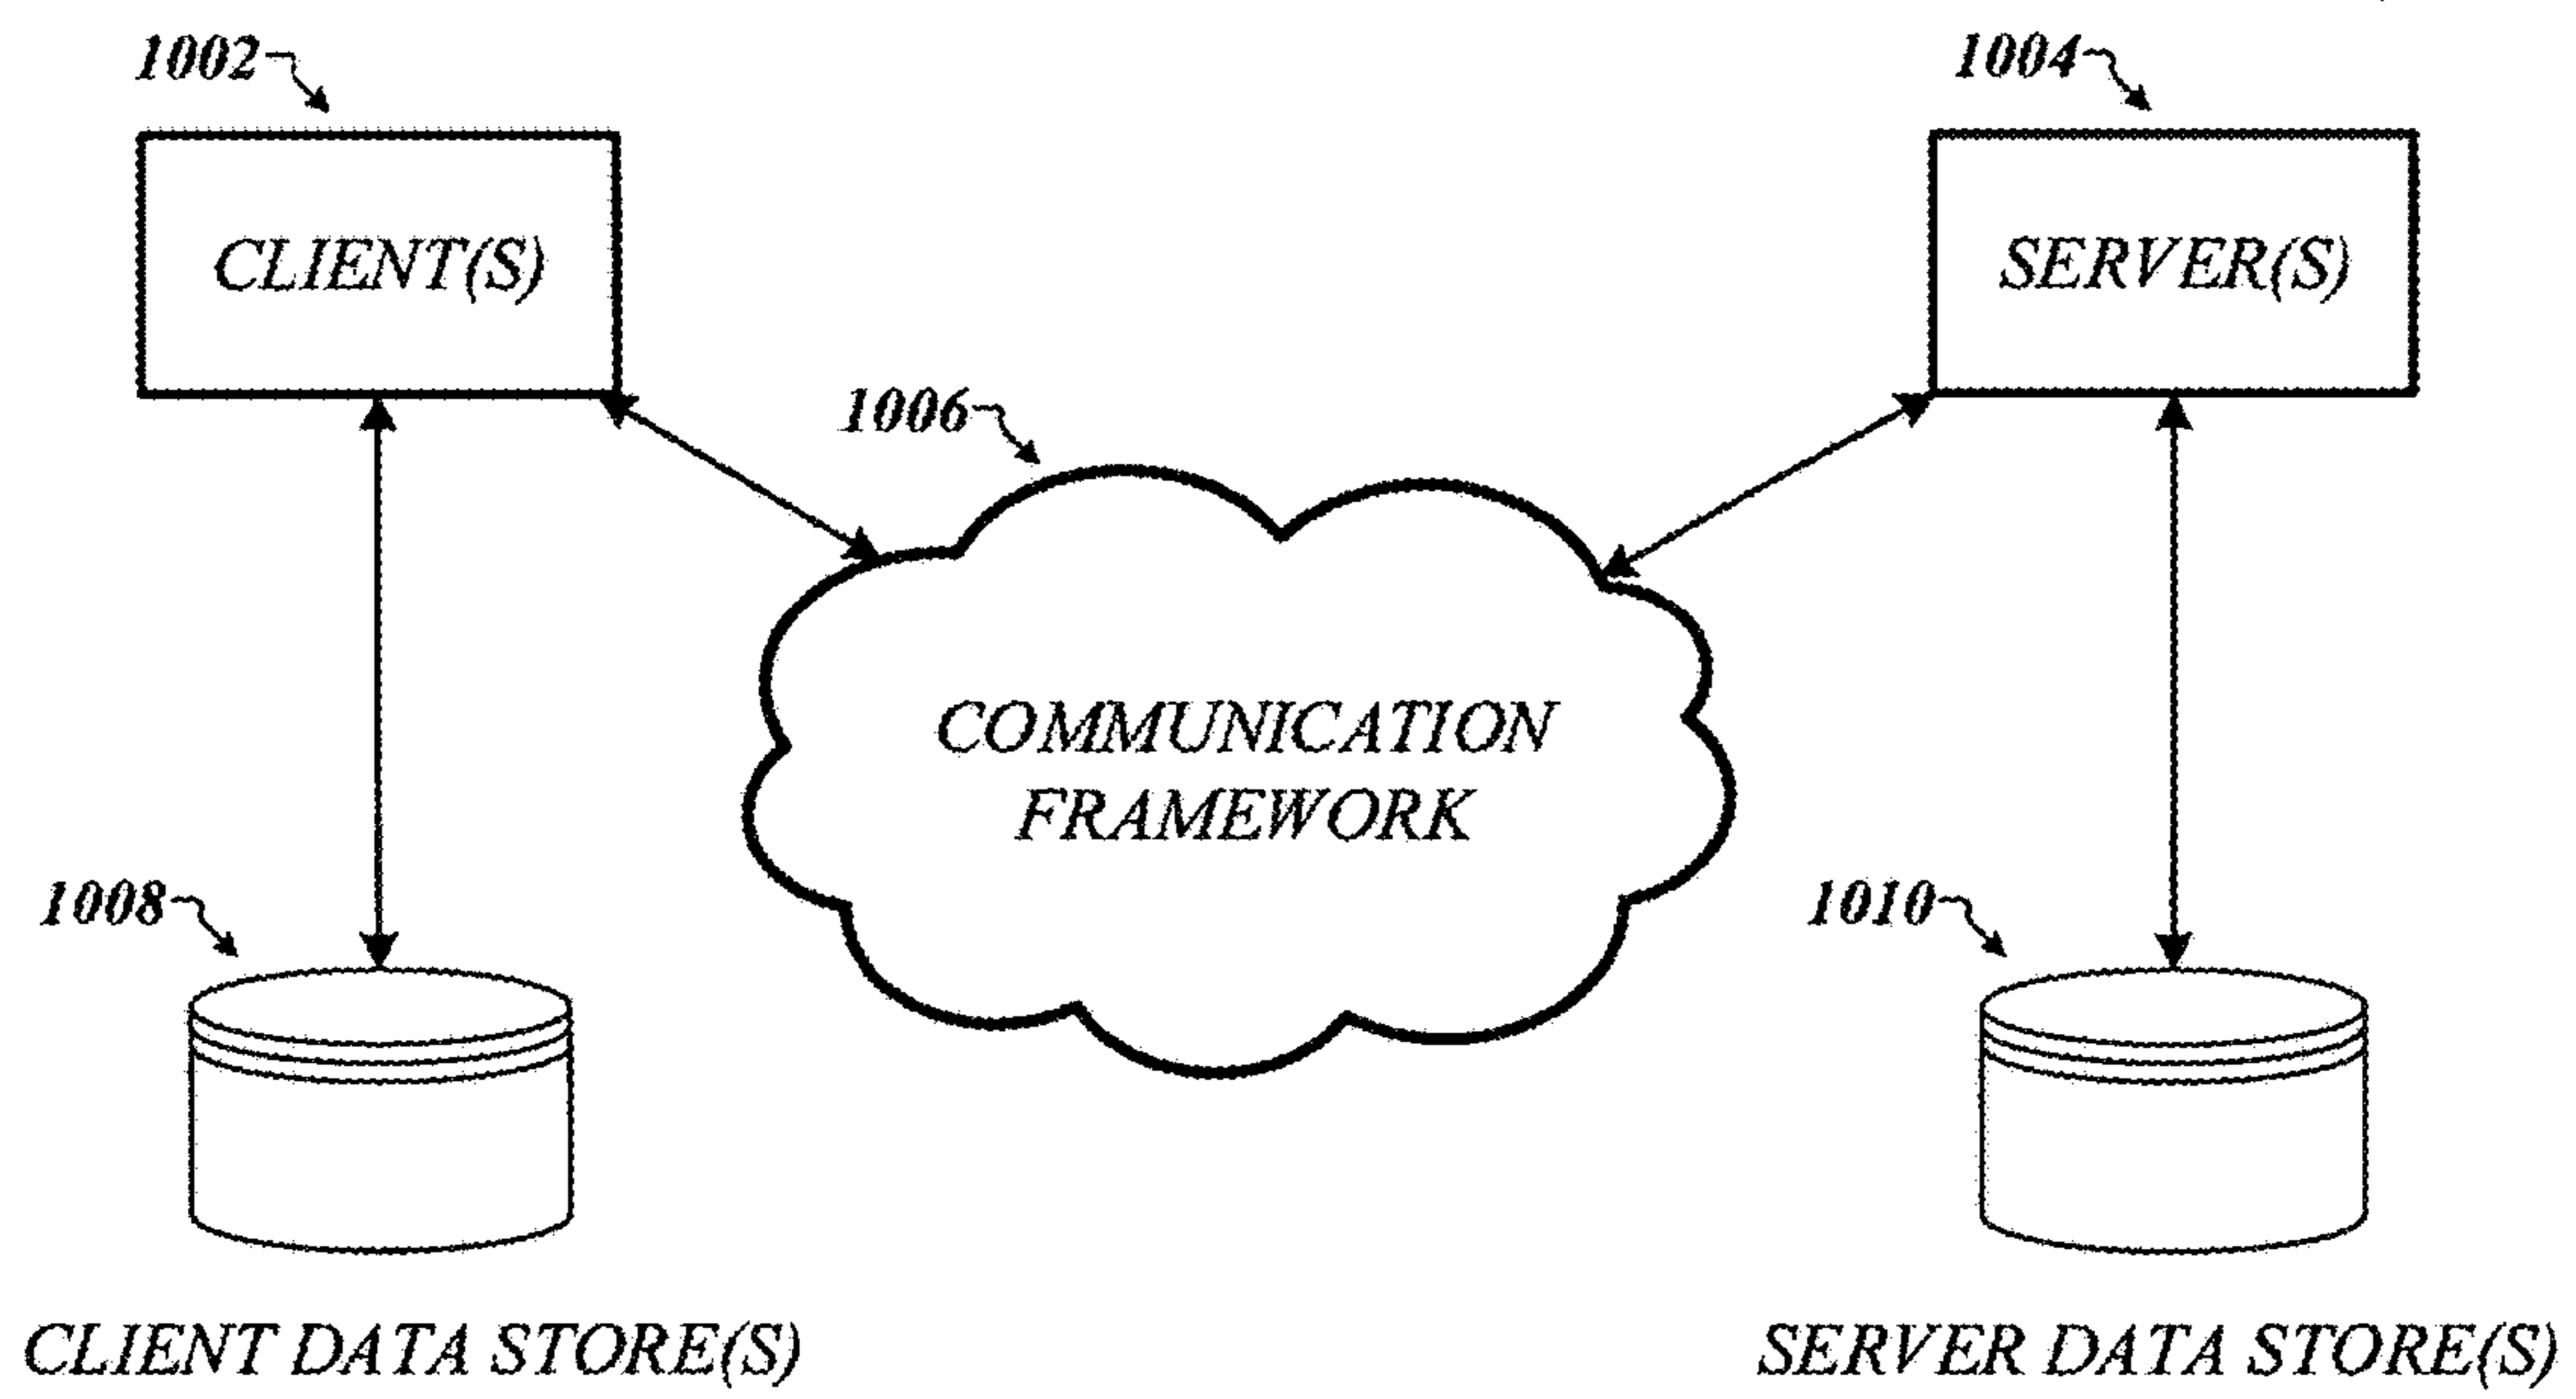 1002
1004
CLIENT(S)
SERVER(S)
1006
COMMUNICATION
FRAMEWORK
1008
1010
CLIENT DATA STORE(S)
SERVER DATA STORE(S)